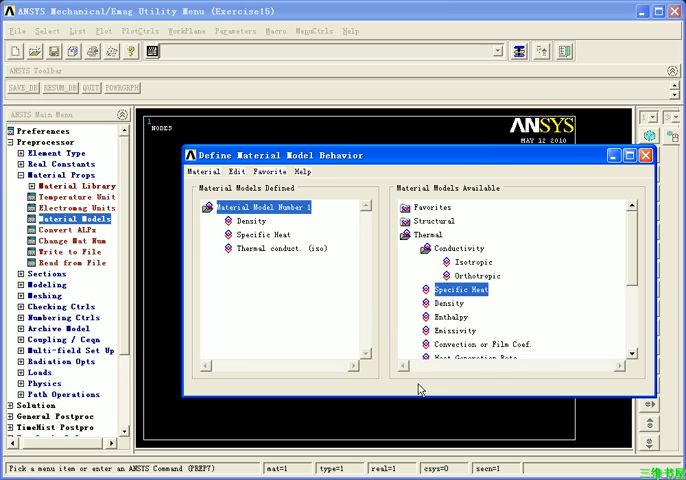 ANSYS Mechanical/Emag Utility Menu (Exercise15)
File Select List Plot PlotCtrls WorkPlane Parameters Macro MenuCtrls Help
ANSYS Toolbar
SAVE_DB RESUM_DB QUIT POWRGRPH
ANSYS Main Menu
Preferences
Preprocessor
Element Type
Real Constants
Material Props
Material Library
Temperature Unit
Electromag Units
Material Models
Convert ALPx
Change Mat Num
Write to File
Read from File
Sections
Modeling
Meshing
Checking Ctrls
Numbering Ctrls
Archive Model
Coupling / Ceqn
Multi-field Set Up
Radiation Opts
Loads
Physics
Path Operations
Solution
General Postproc
TimeHist Postpro
1
NODES
ANSYS
MAY 12 2010
Define Material Model Behavior
Material Edit Favorite Help
Material Models Defined
Material Model Number 1
Density
Specific Heat
Thermal conduct. (iso)
Material Models Available
Favorites
Structural
Thermal
Conductivity
Isotropic
Orthotropic
Specific Heat
Density
Enthalpy
Emissivity
Convection or Film Coef.
Heat Generation Rate
Pick a menu item or enter an ANSYS Command (PREP7)
mat=1
type=1
real=1
csys=0
secn=1
三维书屋